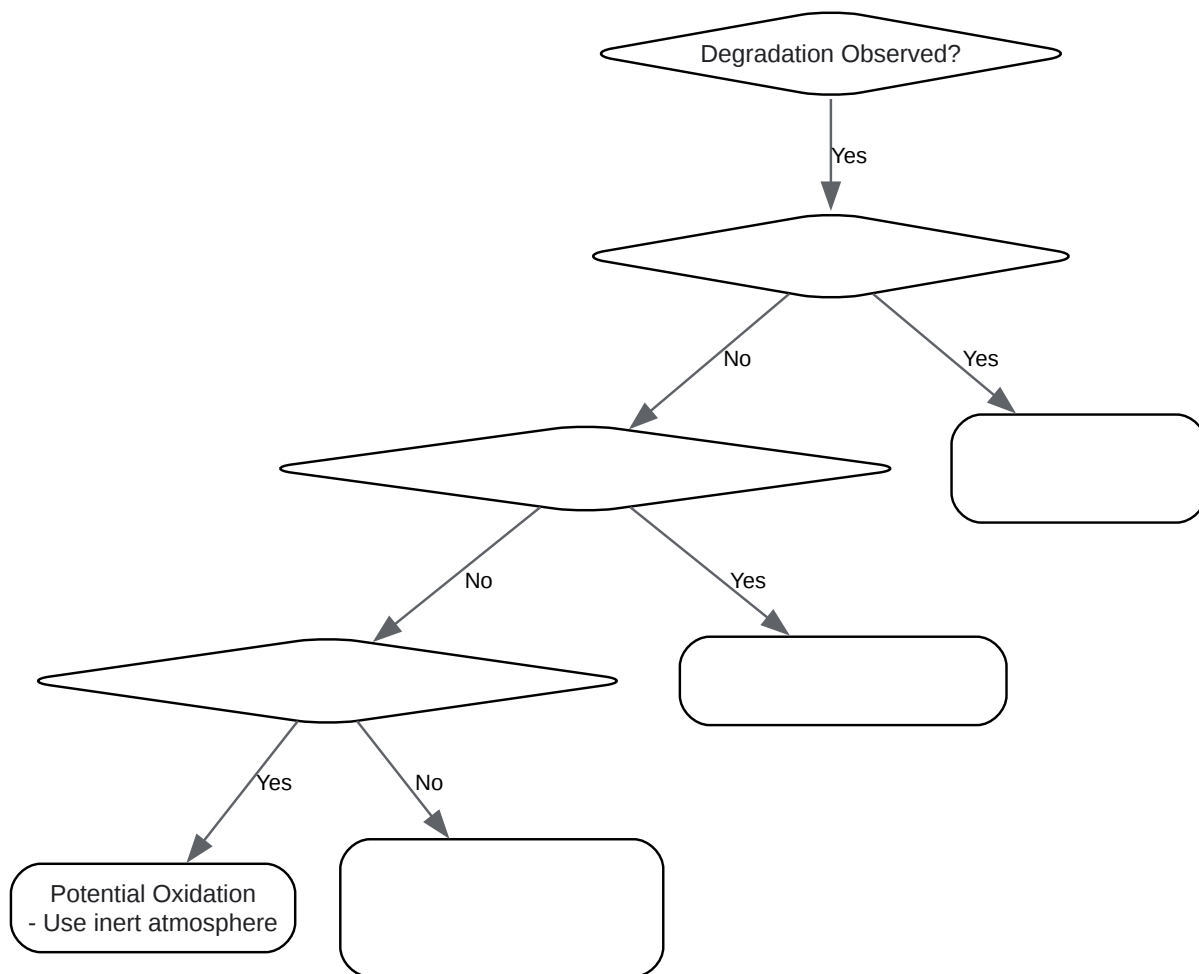 Degradation Observed?
Yes
No
Yes
No
Yes
Yes
No
Potential Oxidation
- Use inert atmosphere